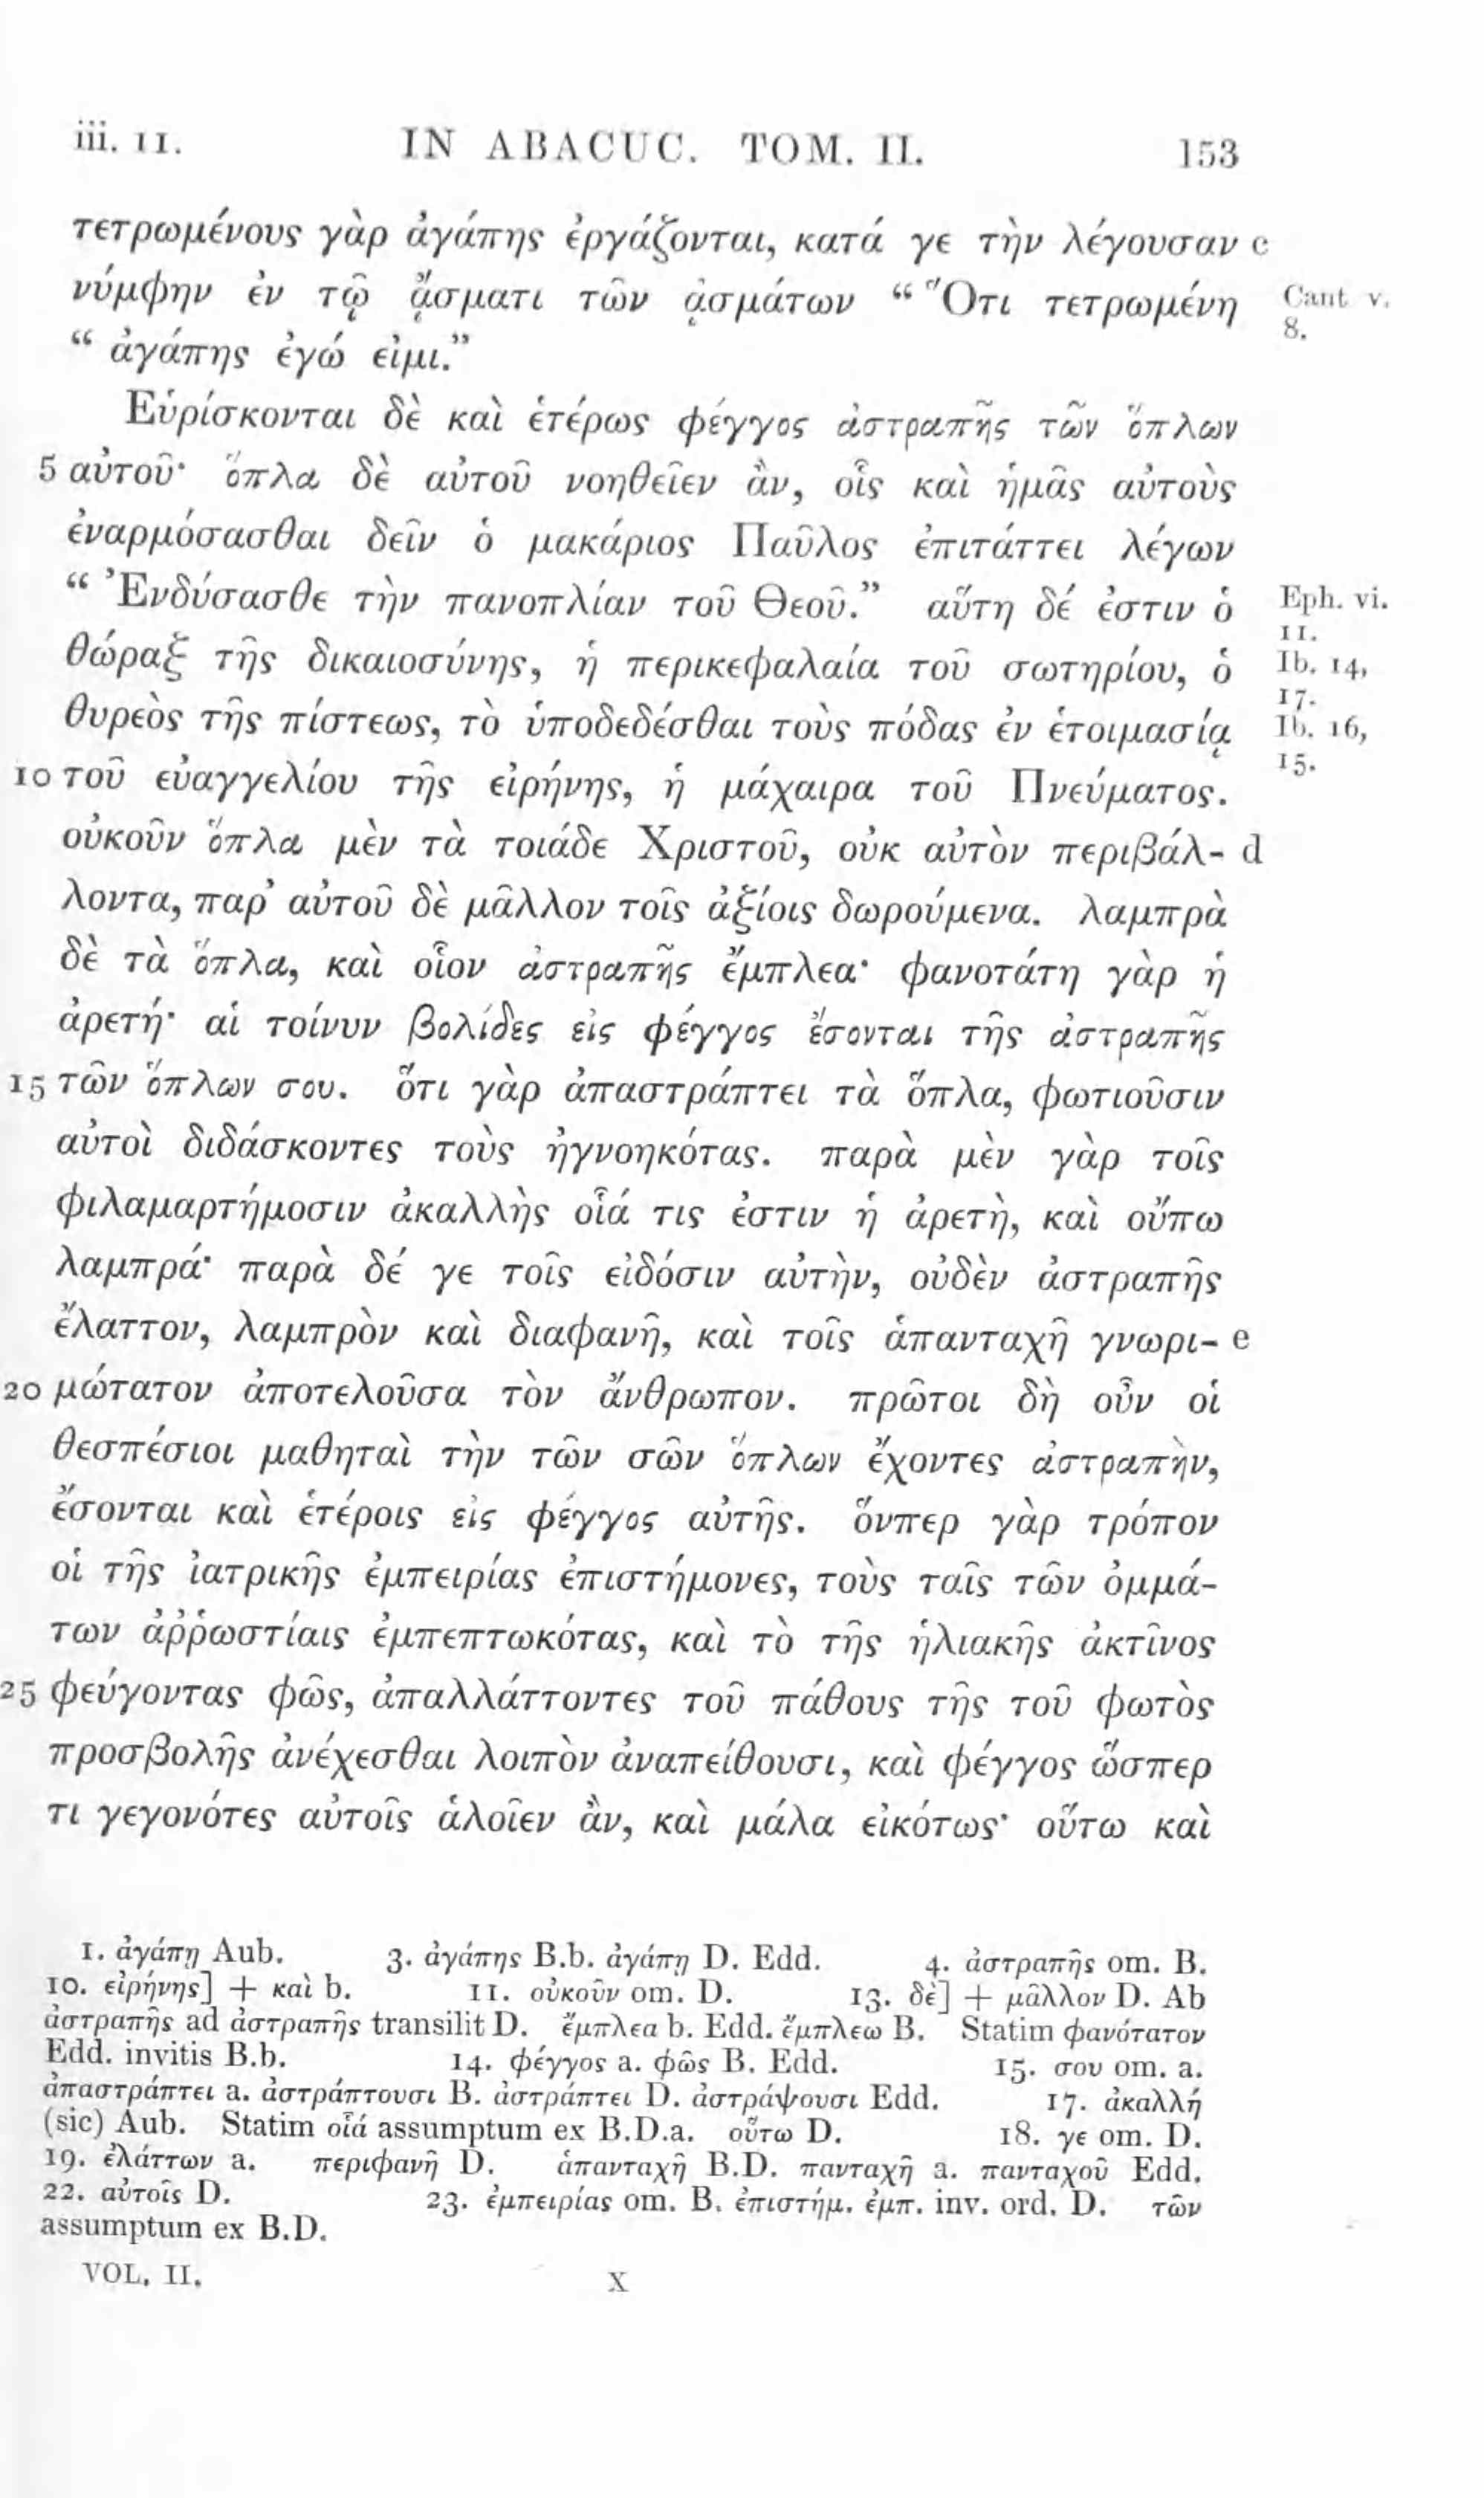 iii. 11. IN ABACUC. TOM. II. 153
τετρωμένους γὰρ ἀγάπης ἐργάζονται, κατά γε τὴν λέγουσαν c
νύμφην ἐν τῷ ᾄσματι τῶν ᾀσμάτων “ Ὅτι τετρωμένη Cant v.
8.
“ ἀγάπης ἐγώ εἰμι.”
Εὑρίσκονται δὲ καὶ ἑτέρως φέγγος ἀστραπῆς τῶν ὅπλων
5 αὐτοῦ· ὅπλα δὲ αὐτοῦ νοηθεῖεν ἂν, οἷς καὶ ἡμᾶς αὐτοὺς
ἐναρμόσασθαι δεῖν ὁ μακάριος Παῦλος ἐπιτάττει λέγων
“ Ἐνδύσασθε τὴν πανοπλίαν τοῦ Θεοῦ.” αὕτη δέ ἐστιν ὁ Eph. vi.
11.
θώραξ τῆς δικαιοσύνης, ἡ περικεφαλαία τοῦ σωτηρίου, ὁ Ib. 14,
17.
θυρεὸς τῆς πίστεως, τὸ ὑποδεδέσθαι τοὺς πόδας ἐν ἑτοιμασίᾳ Ib. 16,
15.
10 τοῦ εὐαγγελίου τῆς εἰρήνης, ἡ μάχαιρα τοῦ Πνεύματος.
οὐκοῦν ὅπλα μὲν τὰ τοιάδε Χριστοῦ, οὐκ αὐτὸν περιβάλ- d
λοντα, παρ’ αὐτοῦ δὲ μᾶλλον τοῖς ἀξίοις δωρούμενα. λαμπρὰ
δὲ τὰ ὅπλα, καὶ οἷον ἀστραπῆς ἔμπλεα· φανοτάτη γὰρ ἡ
ἀρετή· αἱ τοίνυν βολίδες εἰς φέγγος ἔσονται τῆς ἀστραπῆς
15 τῶν ὅπλων σου. ὅτι γὰρ ἀπαστράπτει τὰ ὅπλα, φωτιοῦσιν
αὐτοὶ διδάσκοντες τοὺς ἠγνοηκότας. παρὰ μὲν γὰρ τοῖς
φιλαμαρτήμοσιν ἀκαλλὴς οἷά τις ἐστιν ἡ ἀρετὴ, καὶ οὔπω
λαμπρά· παρὰ δέ γε τοῖς εἰδόσιν αὐτὴν, οὐδὲν ἀστραπῆς
ἔλαττον, λαμπρὸν καὶ διαφανῆ, καὶ τοῖς ἁπανταχῆ γνωρι- e
20 μώτατον ἀποτελοῦσα τὸν ἄνθρωπον. πρῶτοι δὴ οὖν οἱ
θεσπέσιοι μαθηταὶ τὴν τῶν σῶν ὅπλων ἔχοντες ἀστραπὴν,
ἔσονται καὶ ἑτέροις εἰς φέγγος αὐτῆς. ὅνπερ γὰρ τρόπον
οἱ τῆς ἰατρικῆς ἐμπειρίας ἐπιστήμονες, τοὺς ταῖς τῶν ὀμμά-
των ἀῤῥωστίαις ἐμπεπτωκότας, καὶ τὸ τῆς ἡλιακῆς ἀκτῖνος
25 φεύγοντας φῶς, ἀπαλλάττοντες τοῦ πάθους τῆς τοῦ φωτὸς
προσβολῆς ἀνέχεσθαι λοιπὸν ἀναπείθουσι, καὶ φέγγος ὥσπερ
τι γεγονότες αὐτοῖς ἁλοῖεν ἂν, καὶ μάλα εἰκότως· οὕτω καὶ
1. ἀγάπῃ Aub. 3. ἀγάπης B.b. ἀγάπῃ D. Edd. 4. ἀστραπῆς om. B.
10. εἰρήνης] + καὶ b. 11. οὐκοῦν om. D. 13. δὲ] + μᾶλλον D. Ab
ἀστραπῆς ad ἀστραπῆς transilit D. ἔμπλεα b. Edd. ἔμπλεω B. Statim φανότατον
Edd. invitis B.b. 14. φέγγος a. φῶς B. Edd. 15. σου om. a.
ἀπαστράπτει a. ἀστράπτουσι B. ἀστράπτει D. ἀστράψουσι Edd. 17. ἀκαλλή
(sic) Aub. Statim οἷά assumptum ex B.D.a. οὕτω D. 18. γε om. D.
19. ἐλάττων a. περιφανῆ D. ἁπανταχῆ B.D. πανταχῆ a. πανταχοῦ Edd.
22. αὐτοῖς D. 23. ἐμπειρίας om. B. ἐπιστήμ. ἐμπ. inv. ord. D. τῶν
assumptum ex B.D.
VOL. II. X